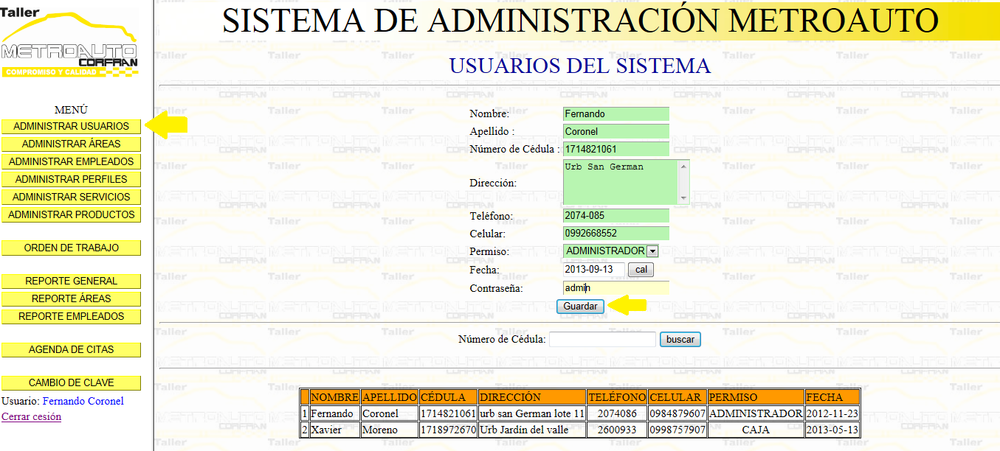 Taller
METROAUTO
CORFRAN
COMPROMISO Y CALIDAD
SISTEMA DE ADMINISTRACIÓN METROAUTO
USUARIOS DEL SISTEMA
MENÚ
ADMINISTRAR USUARIOS
ADMINISTRAR ÁREAS
ADMINISTRAR EMPLEADOS
ADMINISTRAR PERFILES
ADMINISTRAR SERVICIOS
ADMINISTRAR PRODUCTOS
ORDEN DE TRABAJO
REPORTE GENERAL
REPORTE ÁREAS
REPORTE EMPLEADOS
AGENDA DE CITAS
CAMBIO DE CLAVE
Usuario: Fernando Coronel
Cerrar cesión
Nombre: Fernando
Apellido : Coronel
Número de Cédula : 1714821061
Dirección: Urb San German
Teléfono: 2074-085
Celular: 0992668552
Permiso: ADMINISTRADOR
Fecha: 2013-09-13 cal
Contraseña: admin
Guardar
Número de Cédula: buscar
NOMBRE APELLIDO CÉDULA DIRECCIÓN TELÉFONO CELULAR PERMISO FECHA
1 Fernando Coronel 1714821061 urb san German lote 11 2074086 0984879607 ADMINISTRADOR 2012-11-23
2 Xavier Moreno 1718972670 Urb Jardín del valle 2600933 0998757907 CAJA 2013-05-13